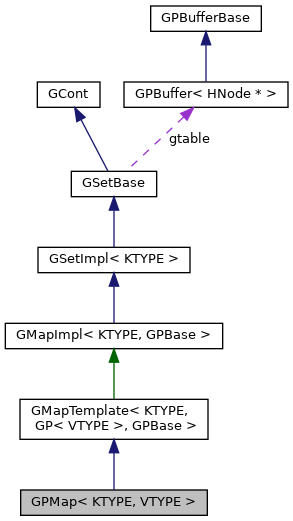 GPBufferBase
GCont
GPBuffer< HNode * >
gtable
GSetBase
GSetImpl< KTYPE >
GMapImpl< KTYPE, GPBase >
GMapTemplate< KTYPE,
GP< VTYPE >, GPBase >
GPMap< KTYPE, VTYPE >